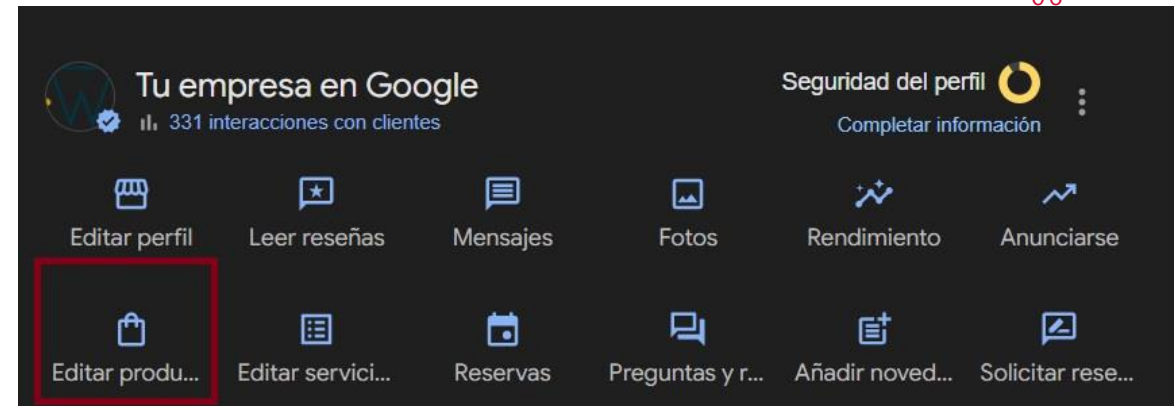 Tu empresa en Google
331 interacciones con clientes
Seguridad del perfil
Completar información
Editar perfil Leer reseñas Mensajes Fotos Rendimiento Anunciarse
Editar produ... Editar servici... Reservas Preguntas y r... Añadir noved... Solicitar rese...